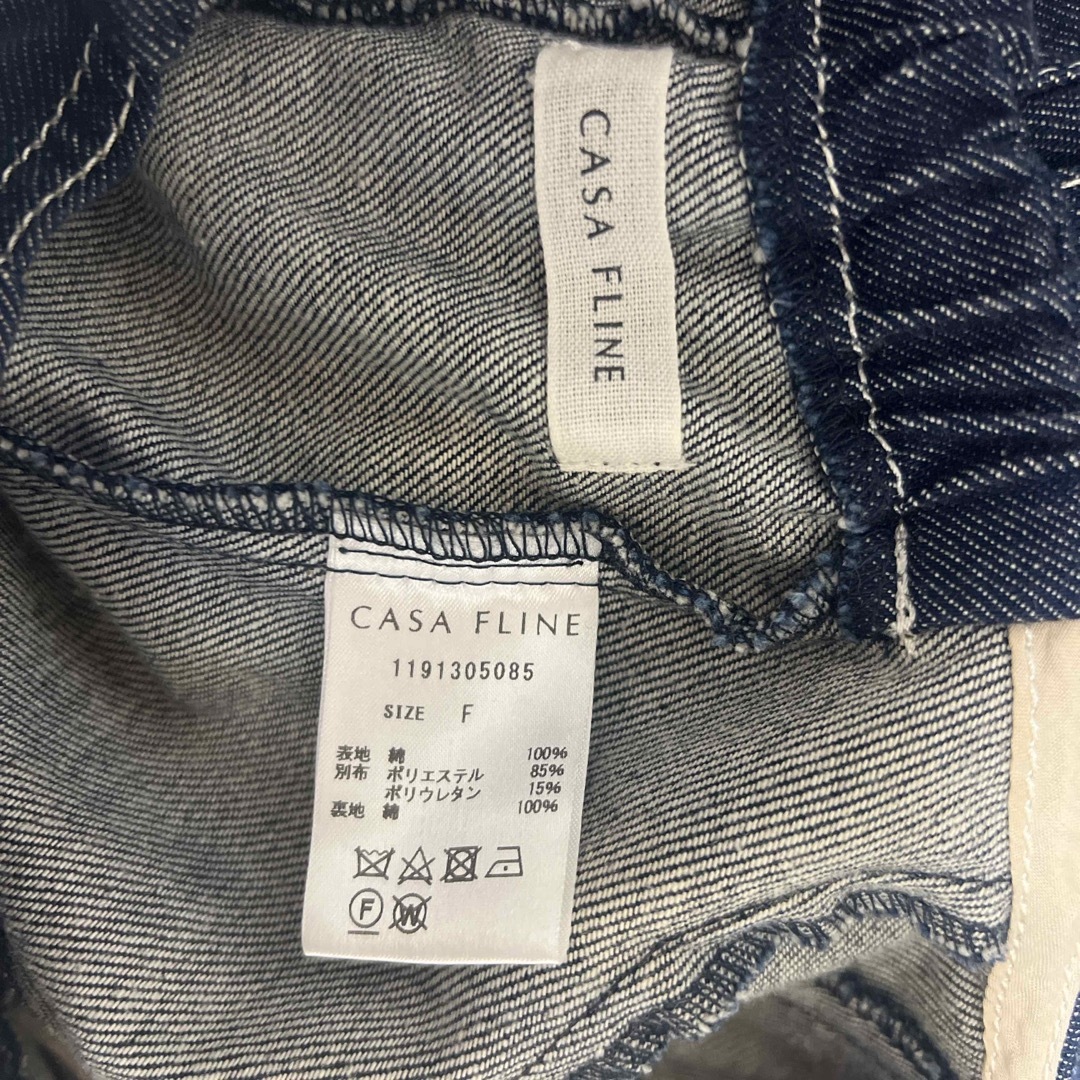 CASA FLINE
CASA FLINE
1191305085
SIZE F
表地 綿 100%
別布 ポリエステル 85%
ポリウレタン 15%
裏地 綿 100%
F W